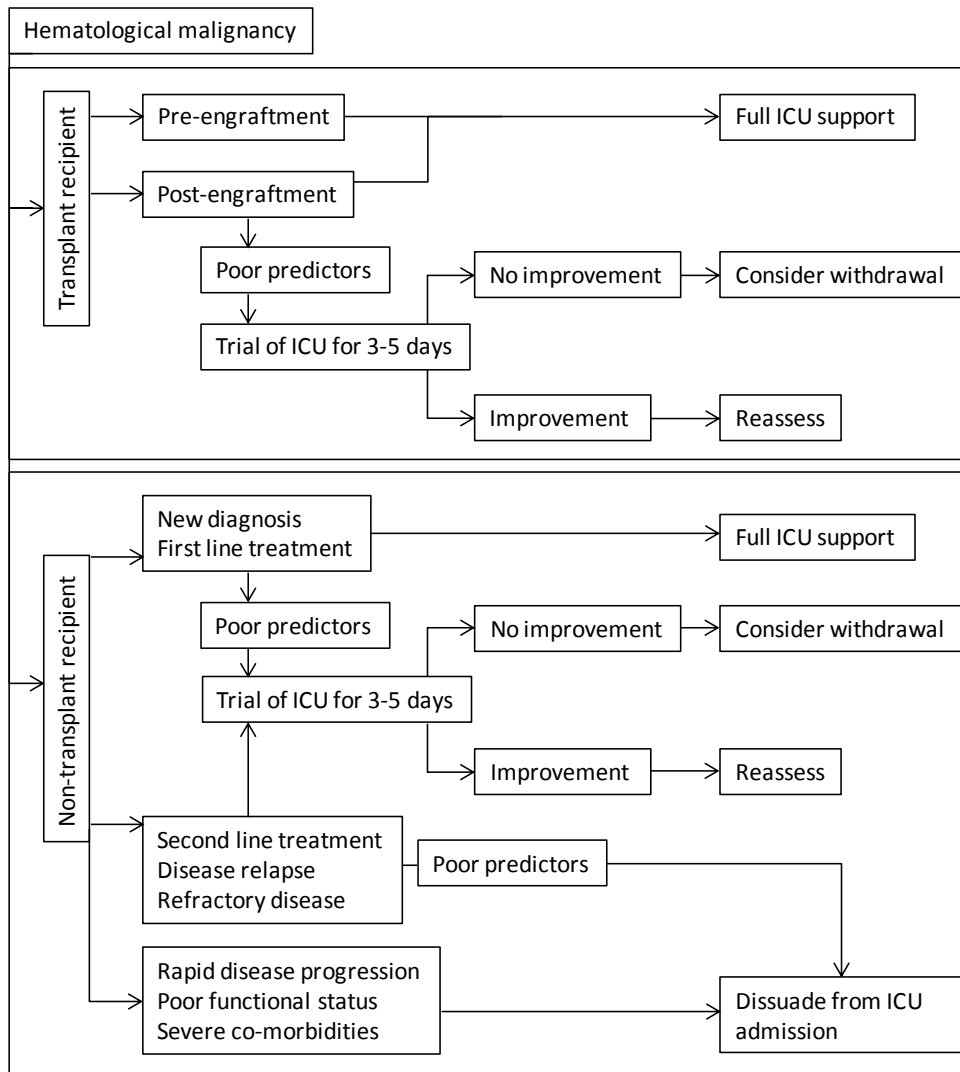 Hematological malignancy
Transplant recipient
Pre-engraftment
Full ICU support
Post-engraftment
Poor predictors
No improvement
Consider withdrawal
Trial of ICU for 3-5 days
Improvement
Reassess
Non-transplant recipient
New diagnosis
First line treatment
Full ICU support
Poor predictors
No improvement
Consider withdrawal
Trial of ICU for 3-5 days
Improvement
Reassess
Second line treatment
Disease relapse
Refractory disease
Poor predictors
Rapid disease progression
Poor functional status
Severe co-morbidities
Dissuade from ICU
admission